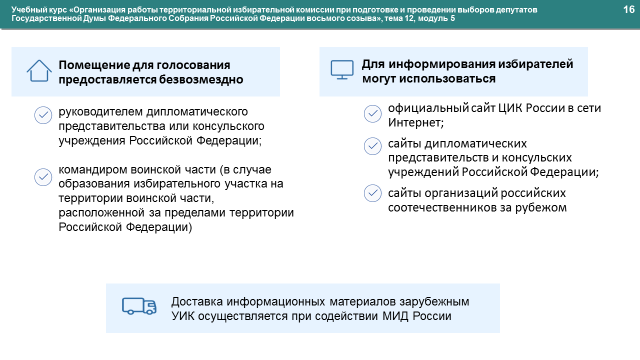 Учебный курс «Организация работы территориальной избирательной комиссии при подготовке и проведении выборов депутатов
Государственной Думы Федерального Собрания Российской Федерации восьмого созыва», тема 12, модуль 5
16
Помещение для голосования
предоставляется безвозмездно
руководителем дипломатического
представительства или консульского
учреждения Российской Федерации;
командиром воинской части (в случае
образования избирательного участка на
территории воинской части,
расположенной за пределами территории
Российской Федерации)
Для информирования избирателей
могут использоваться
официальный сайт ЦИК России в сети
Интернет;
сайты дипломатических
представительств и консульских
учреждений Российской Федерации;
сайты организаций российских
соотечественников за рубежом
Доставка информационных материалов зарубежным
УИК осуществляется при содействии МИД России